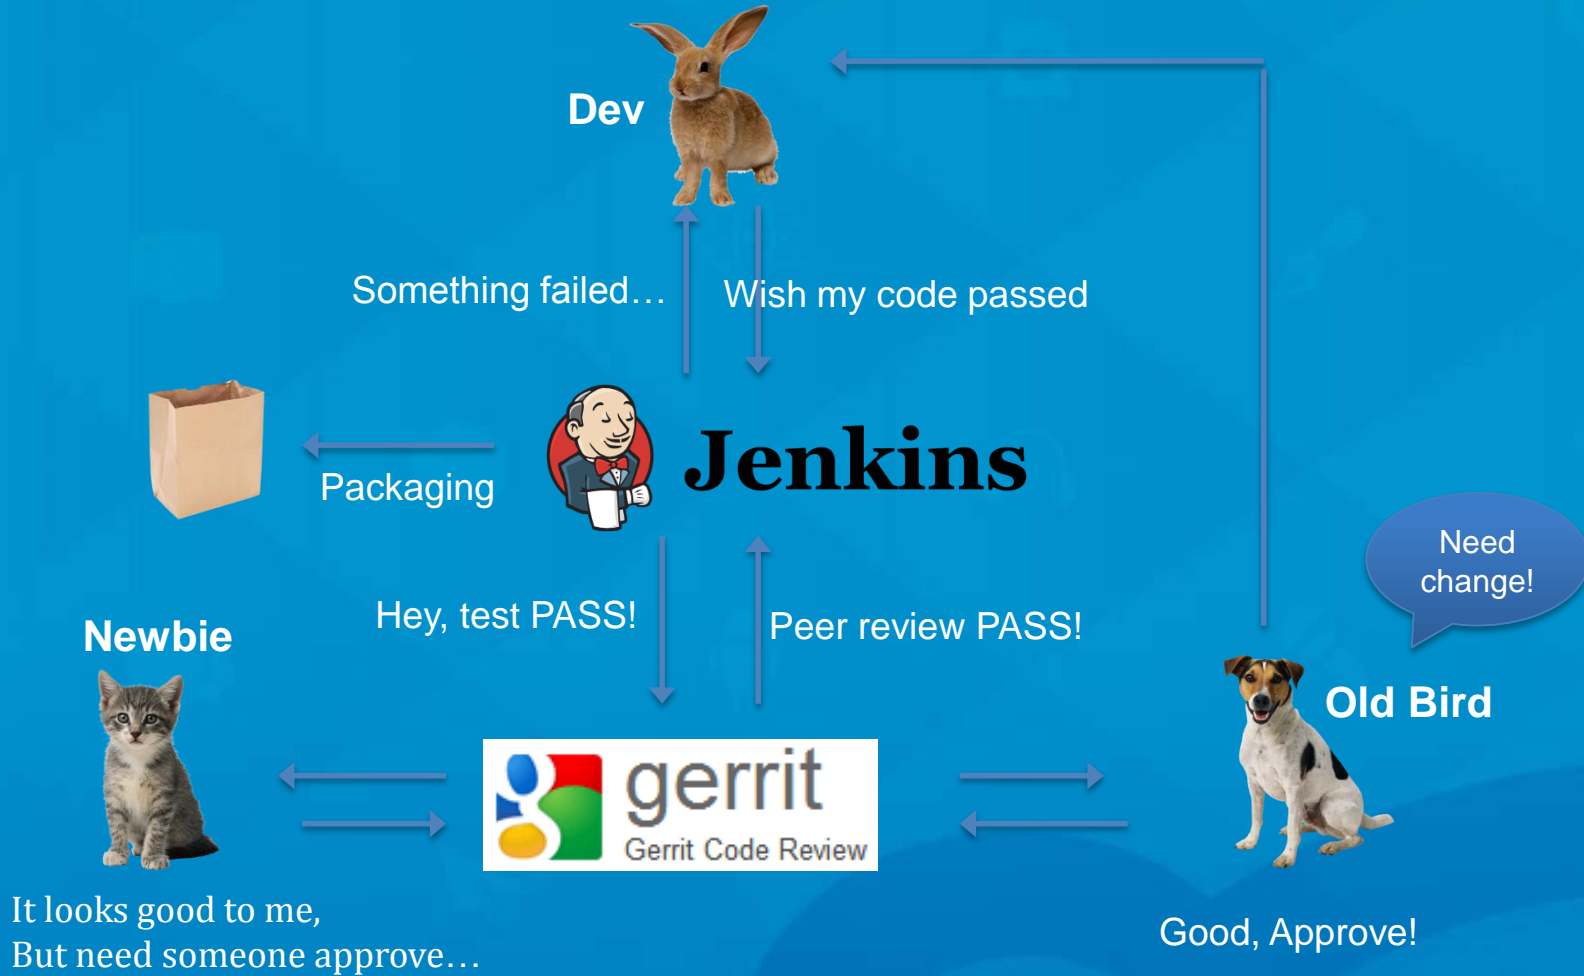 Dev
Something failed…
Wish my code passed
Jenkins
Packaging
Need
change!
Hey, test PASS!
Peer review PASS!
Newbie
Old Bird
gerrit
Gerrit Code Review
It looks good to me,
But need someone approve…
Good, Approve!